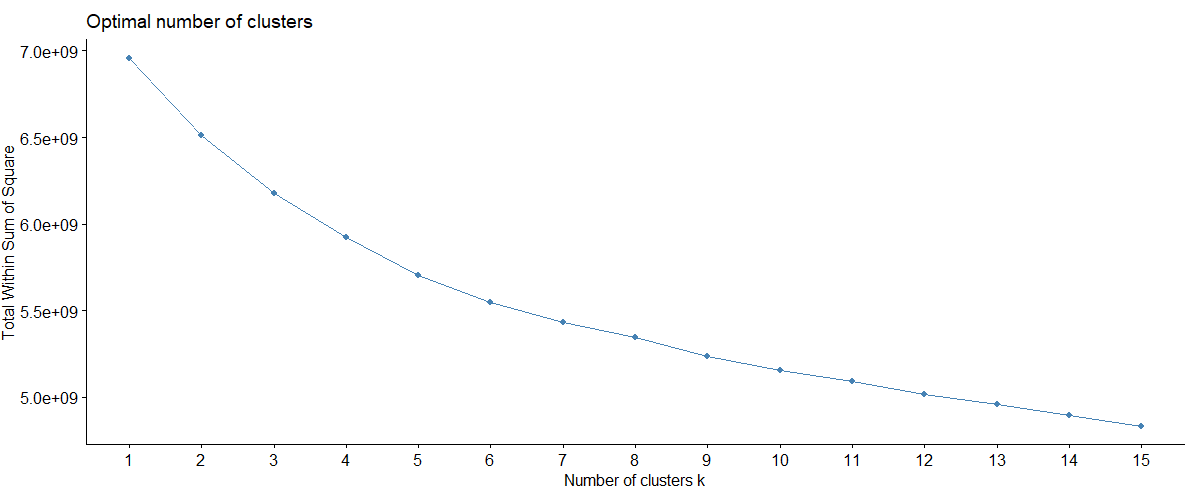 Optimal number of clusters
Total Within Sum of Square
7.0e+09
6.5e+09
6.0e+09
5.5e+09
5.0e+09
1 2 3 4 5 6 7 8 9 10 11 12 13 14 15
Number of clusters k